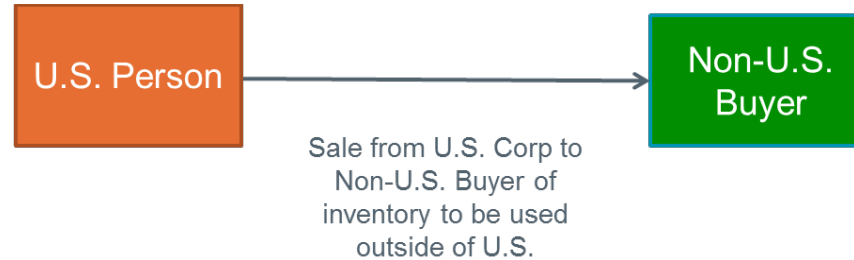 U.S. Person
Non-U.S.
Buyer
Sale from U.S. Corp to
Non-U.S. Buyer of
inventory to be used
outside of U.S.